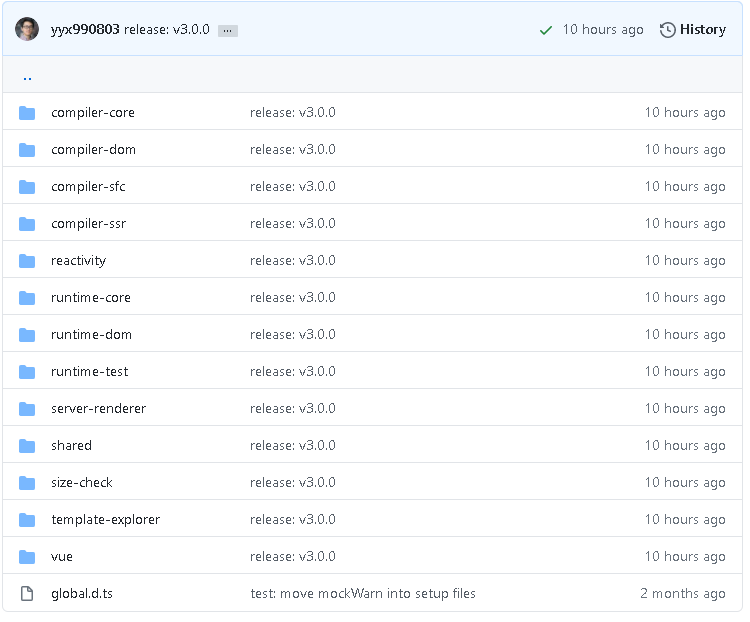 yyx990803 release: v3.0.0 ... 10 hours ago History
..
compiler-core release: v3.0.0 10 hours ago
compiler-dom release: v3.0.0 10 hours ago
compiler-sfc release: v3.0.0 10 hours ago
compiler-ssr release: v3.0.0 10 hours ago
reactivity release: v3.0.0 10 hours ago
runtime-core release: v3.0.0 10 hours ago
runtime-dom release: v3.0.0 10 hours ago
runtime-test release: v3.0.0 10 hours ago
server-renderer release: v3.0.0 10 hours ago
shared release: v3.0.0 10 hours ago
size-check release: v3.0.0 10 hours ago
template-explorer release: v3.0.0 10 hours ago
vue release: v3.0.0 10 hours ago
global.d.ts test: move mockWarn into setup files 2 months ago